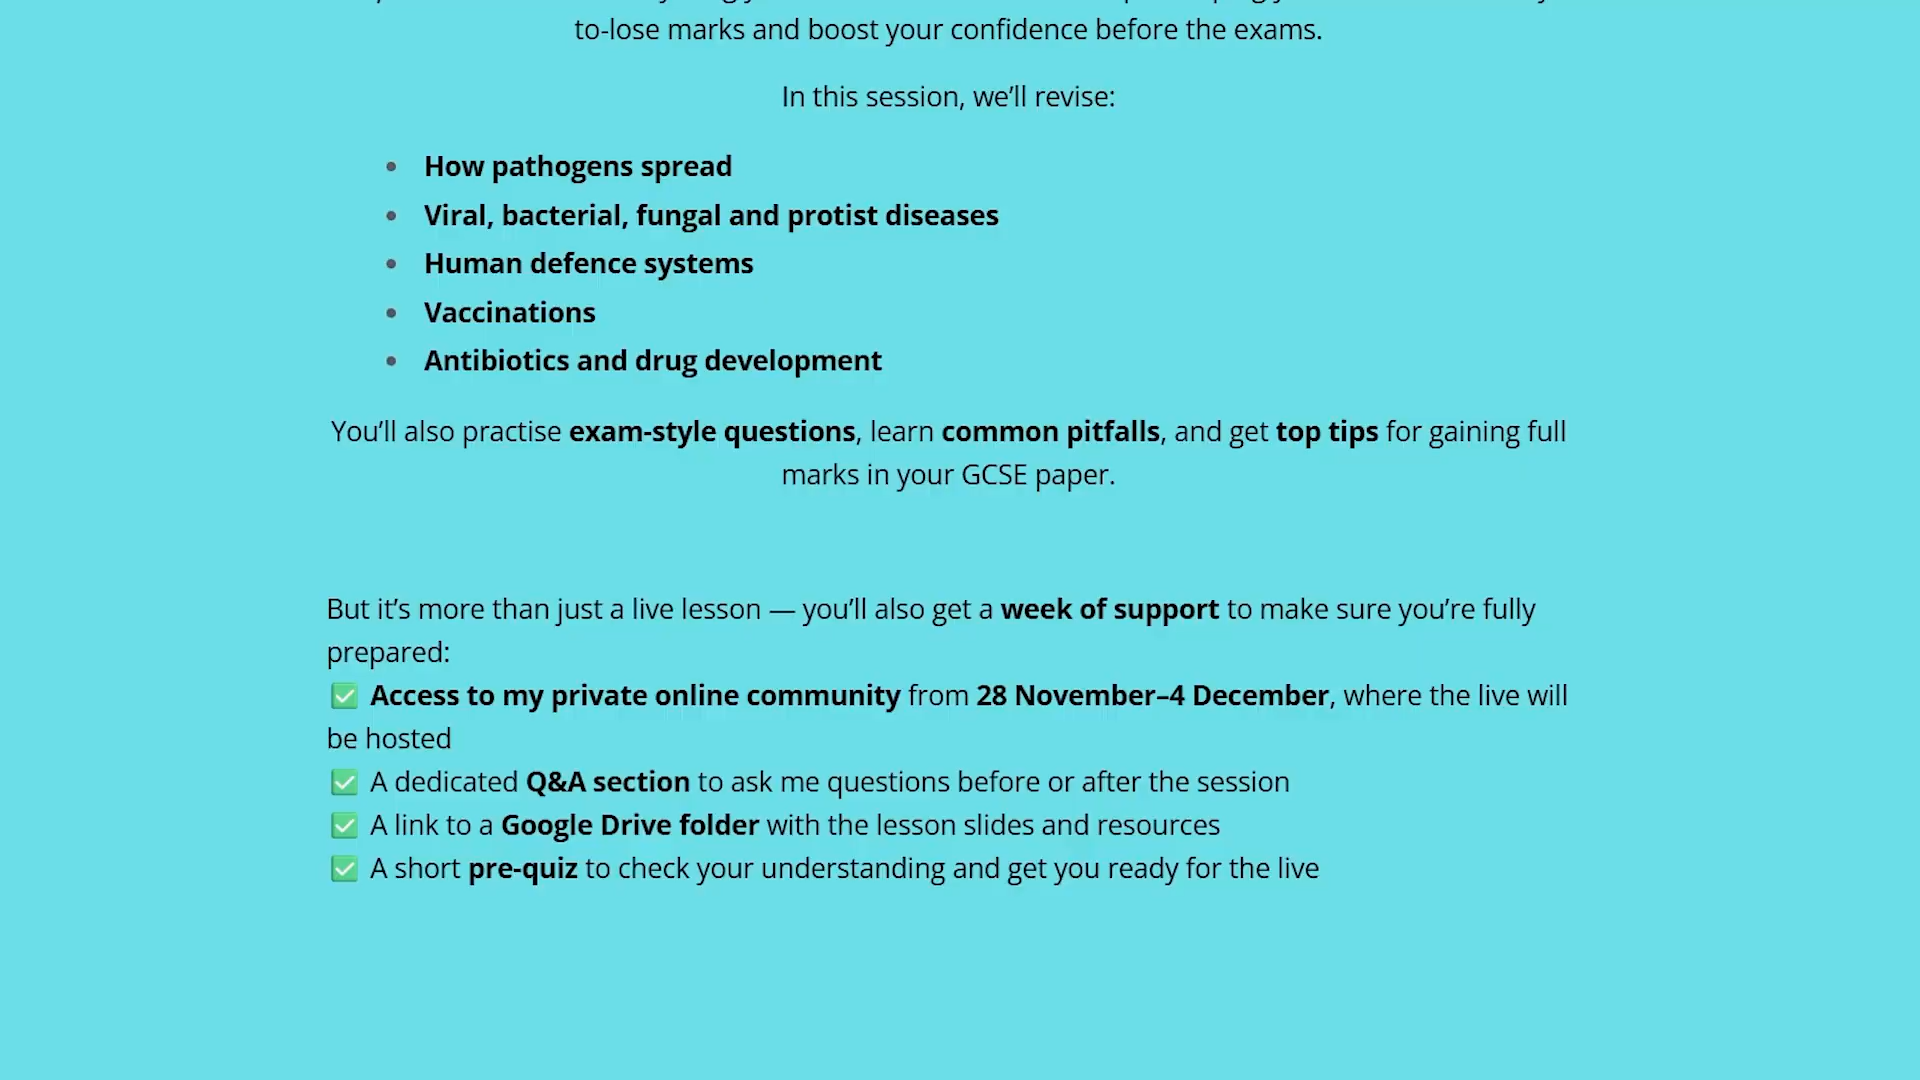 to-lose marks and boost your confidence before the exams.
In this session, we’ll revise:
• How pathogens spread
• Viral, bacterial, fungal and protist diseases
• Human defence systems
• Vaccinations
• Antibiotics and drug development
You’ll also practise exam-style questions, learn common pitfalls, and get top tips for gaining full
marks in your GCSE paper.
But it’s more than just a live lesson — you’ll also get a week of support to make sure you’re fully
prepared:
✅ Access to my private online community from 28 November–4 December, where the live will
be hosted
✅ A dedicated Q&A section to ask me questions before or after the session
✅ A link to a Google Drive folder with the lesson slides and resources
✅ A short pre-quiz to check your understanding and get you ready for the live